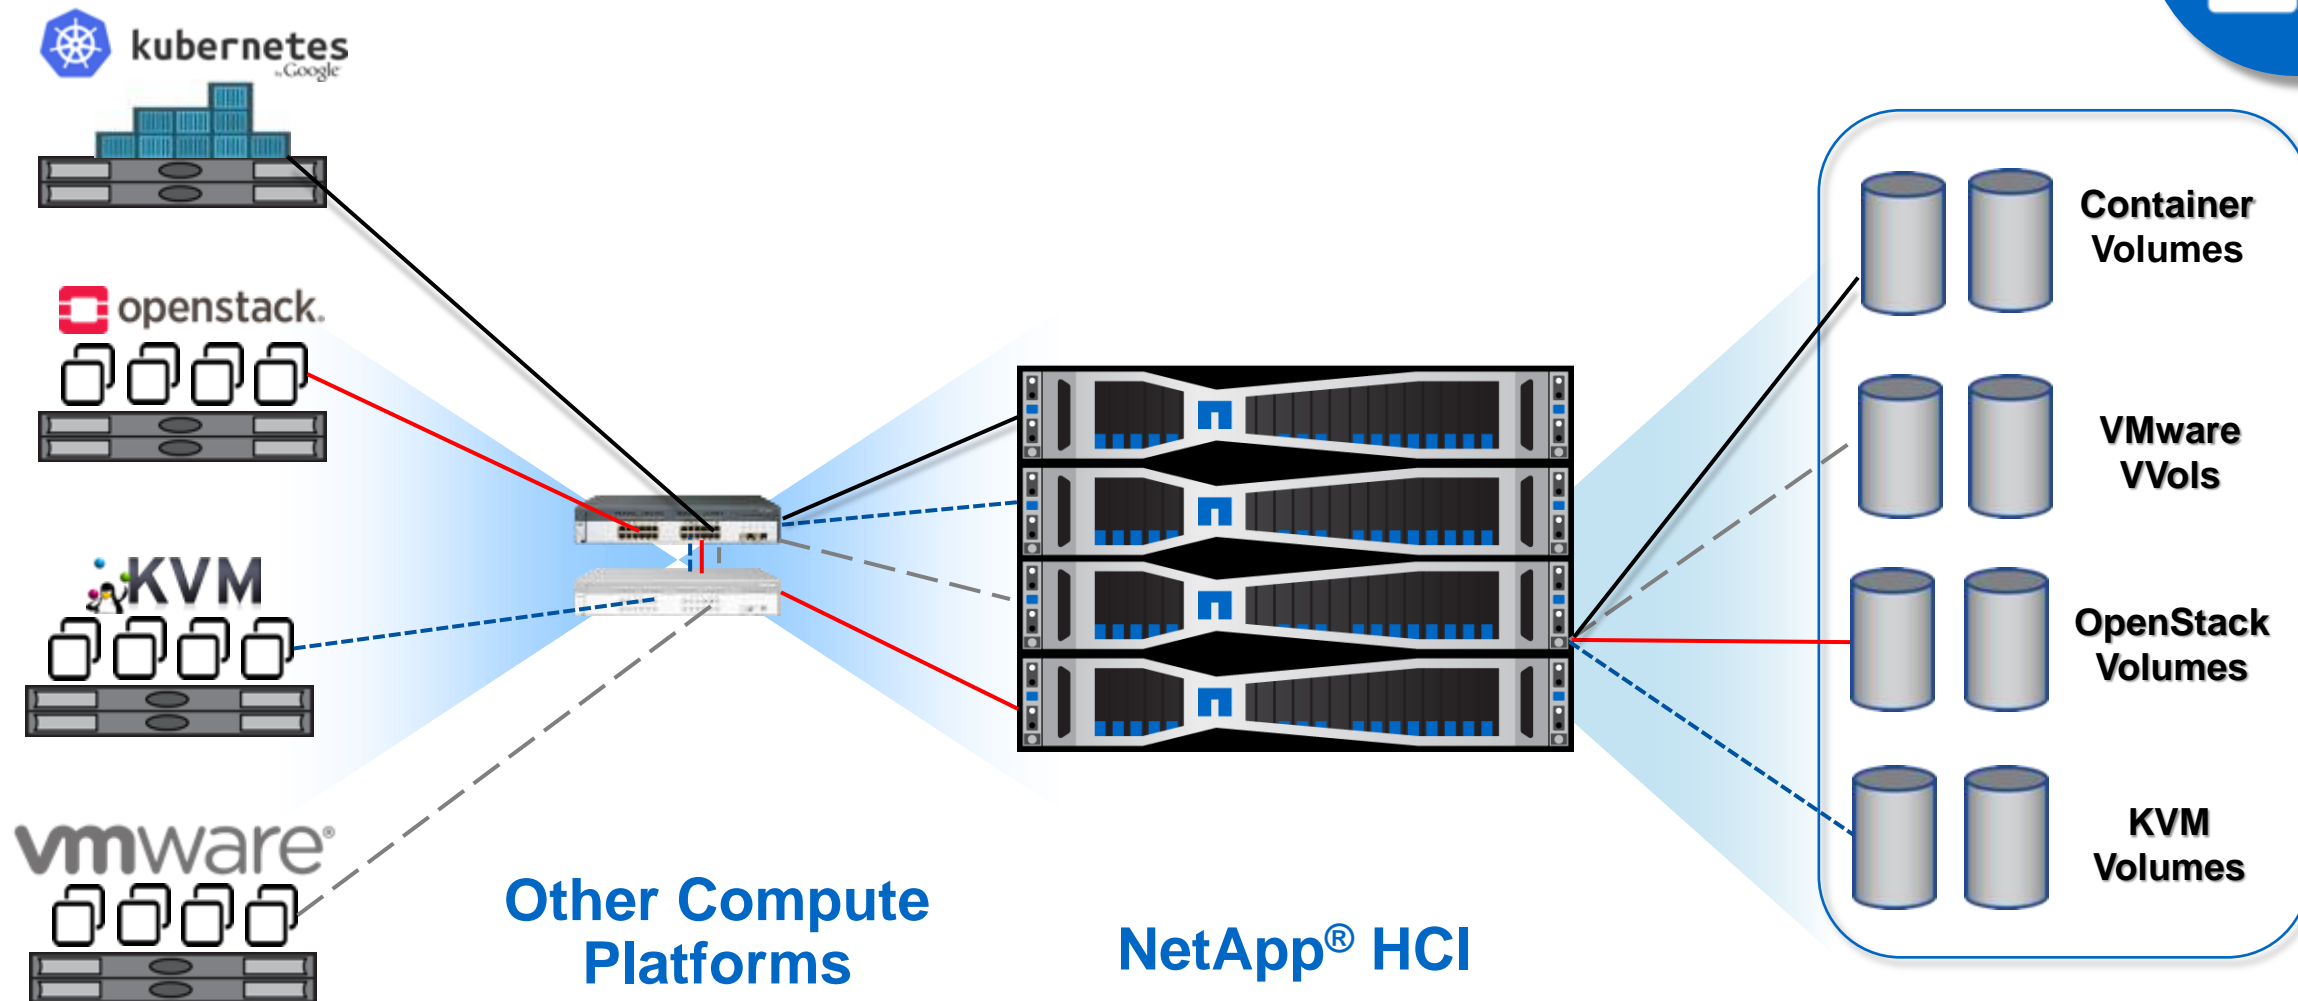 kubernetes
by Google
openstack.
KVM
vmware®
Other Compute
Platforms
NetApp® HCI
Container
Volumes
VMware
VVols
OpenStack
Volumes
KVM
Volumes